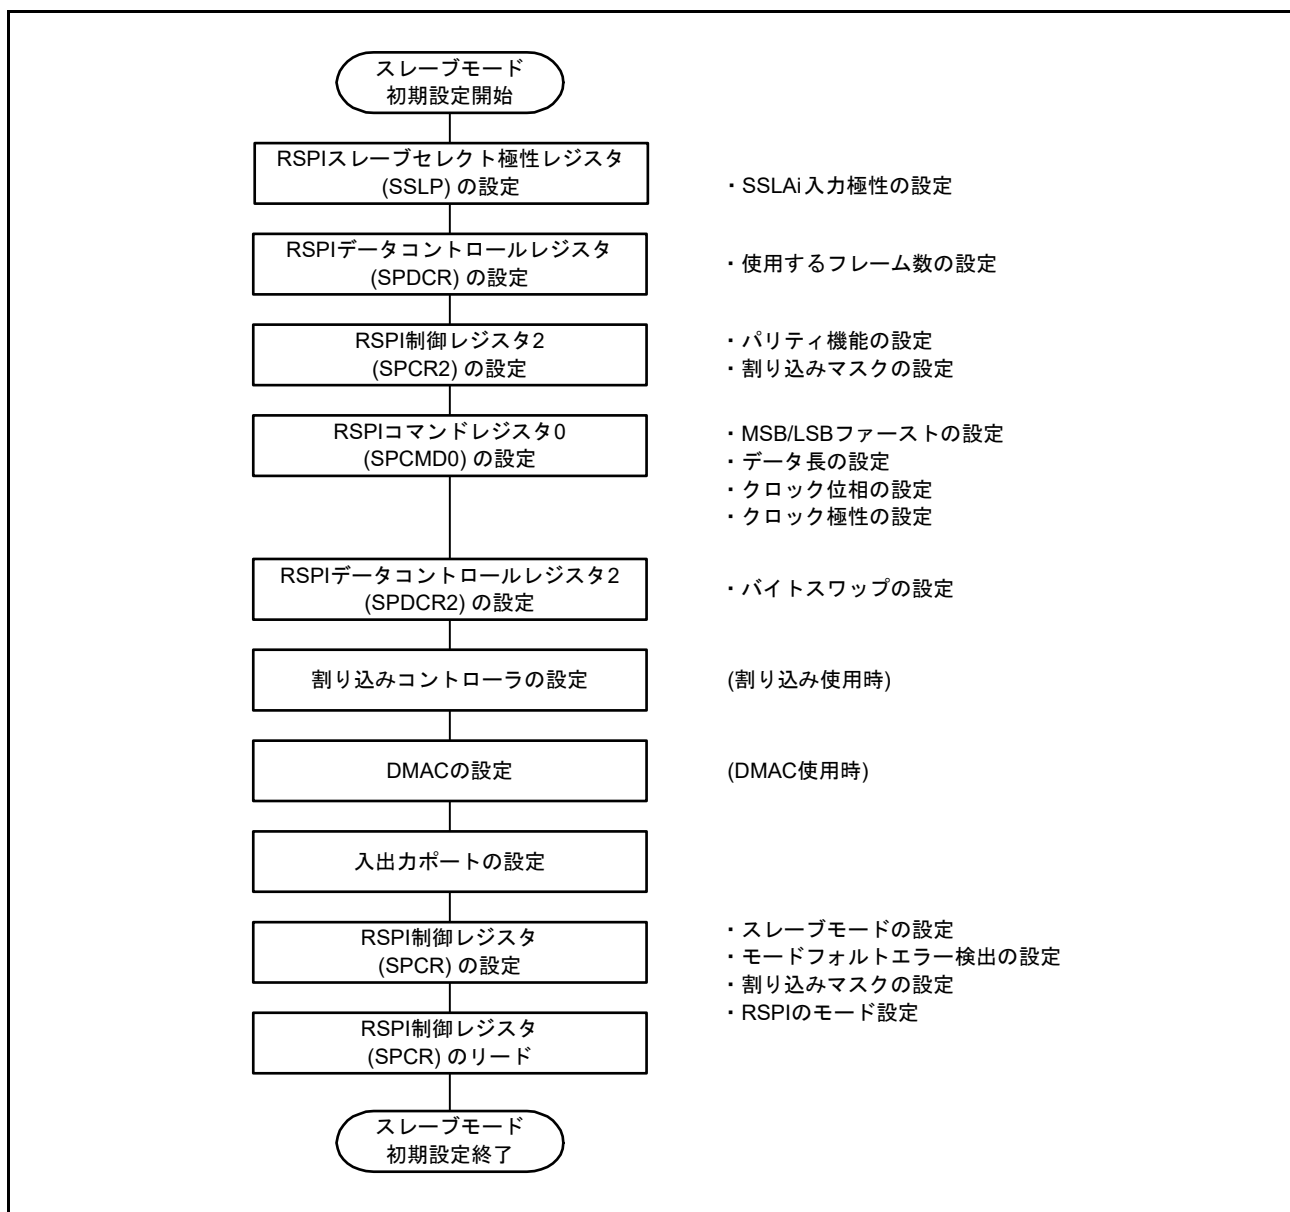 スレーブモード
初期設定開始
RSPIスレーブセレクト極性レジスタ
(SSLP) の設定
・SSLAi 入力極性の設定
RSPIデータコントロールレジスタ
(SPDCR) の設定
・使用するフレーム数の設定
RSPI制御レジスタ2
(SPCR2) の設定
・パリティ機能の設定
・割り込みマスクの設定
RSPIコマンドレジスタ0
(SPCMD0) の設定
・MSB/LSBファーストの設定
・データ長の設定
・クロック位相の設定
・クロック極性の設定
RSPIデータコントロールレジスタ2
(SPDCR2) の設定
・バイトスワップの設定
割り込みコントローラの設定
(割り込み使用時)
DMACの設定
(DMAC使用時)
入出力ポートの設定
RSPI制御レジスタ
(SPCR) の設定
・スレーブモードの設定
・モードフォルトエラー検出の設定
・割り込みマスクの設定
・RSPIのモード設定
RSPI制御レジスタ
(SPCR) のリード
スレーブモード
初期設定終了